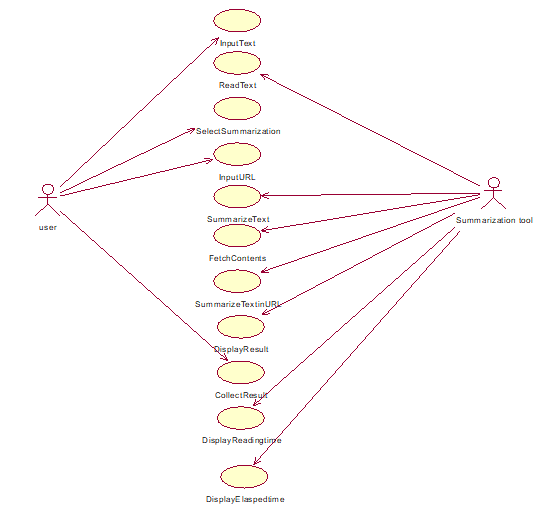 InputText
ReadText
SelectSummarization
InputURL
user
SummarizeText
Summarization tool
FetchContents
SummarizeTextinURL
DisplayResult
CollectResult
DisplayReadingtime
DisplayElaspedtime